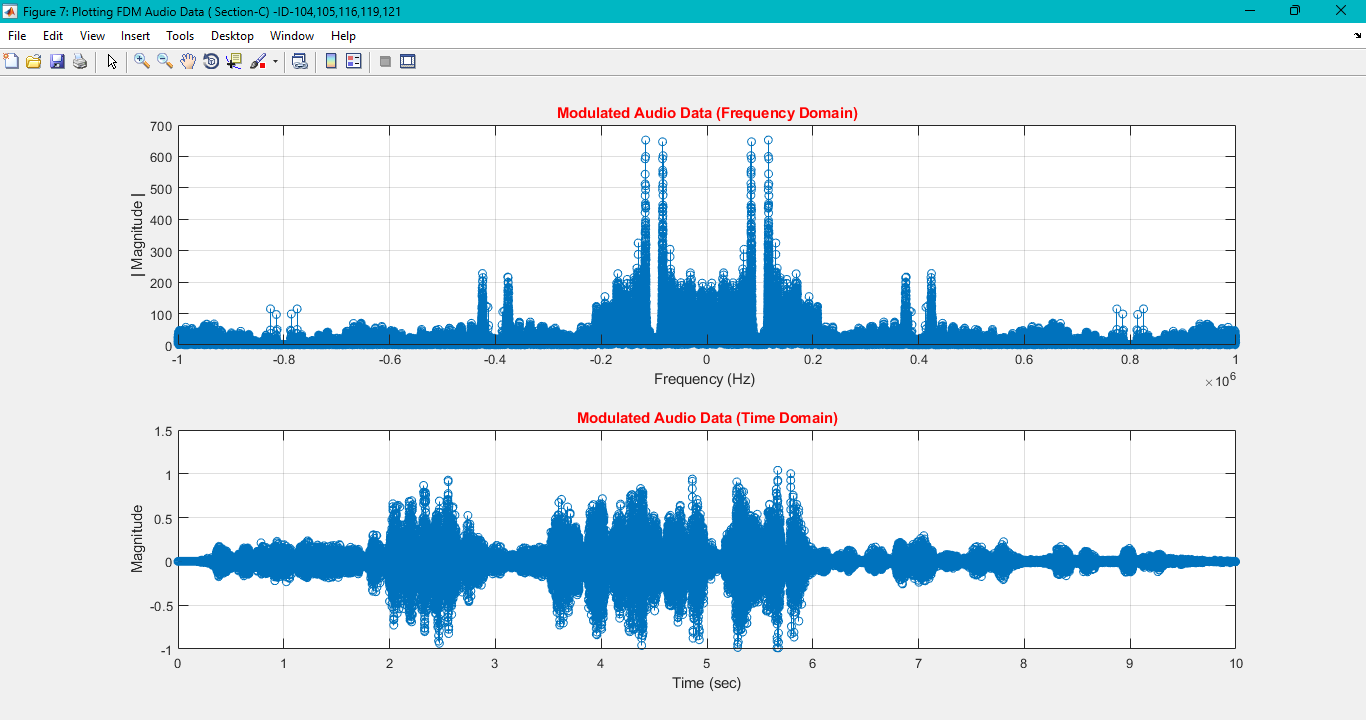 Figure 7: Plotting FDM Audio Data ( Section-C) -ID-104,105,116,119,121
File Edit View Insert Tools Desktop Window Help
Modulated Audio Data (Frequency Domain)
700
600
500
400
300
200
100
0
| Magnitude |
-1 -0.8 -0.6 -0.4 -0.2 0 0.2 0.4 0.6 0.8 1
Frequency (Hz)
×10^6
Modulated Audio Data (Time Domain)
1.5
1
0.5
0
-0.5
-1
Magnitude
0 1 2 3 4 5 6 7 8 9 10
Time (sec)